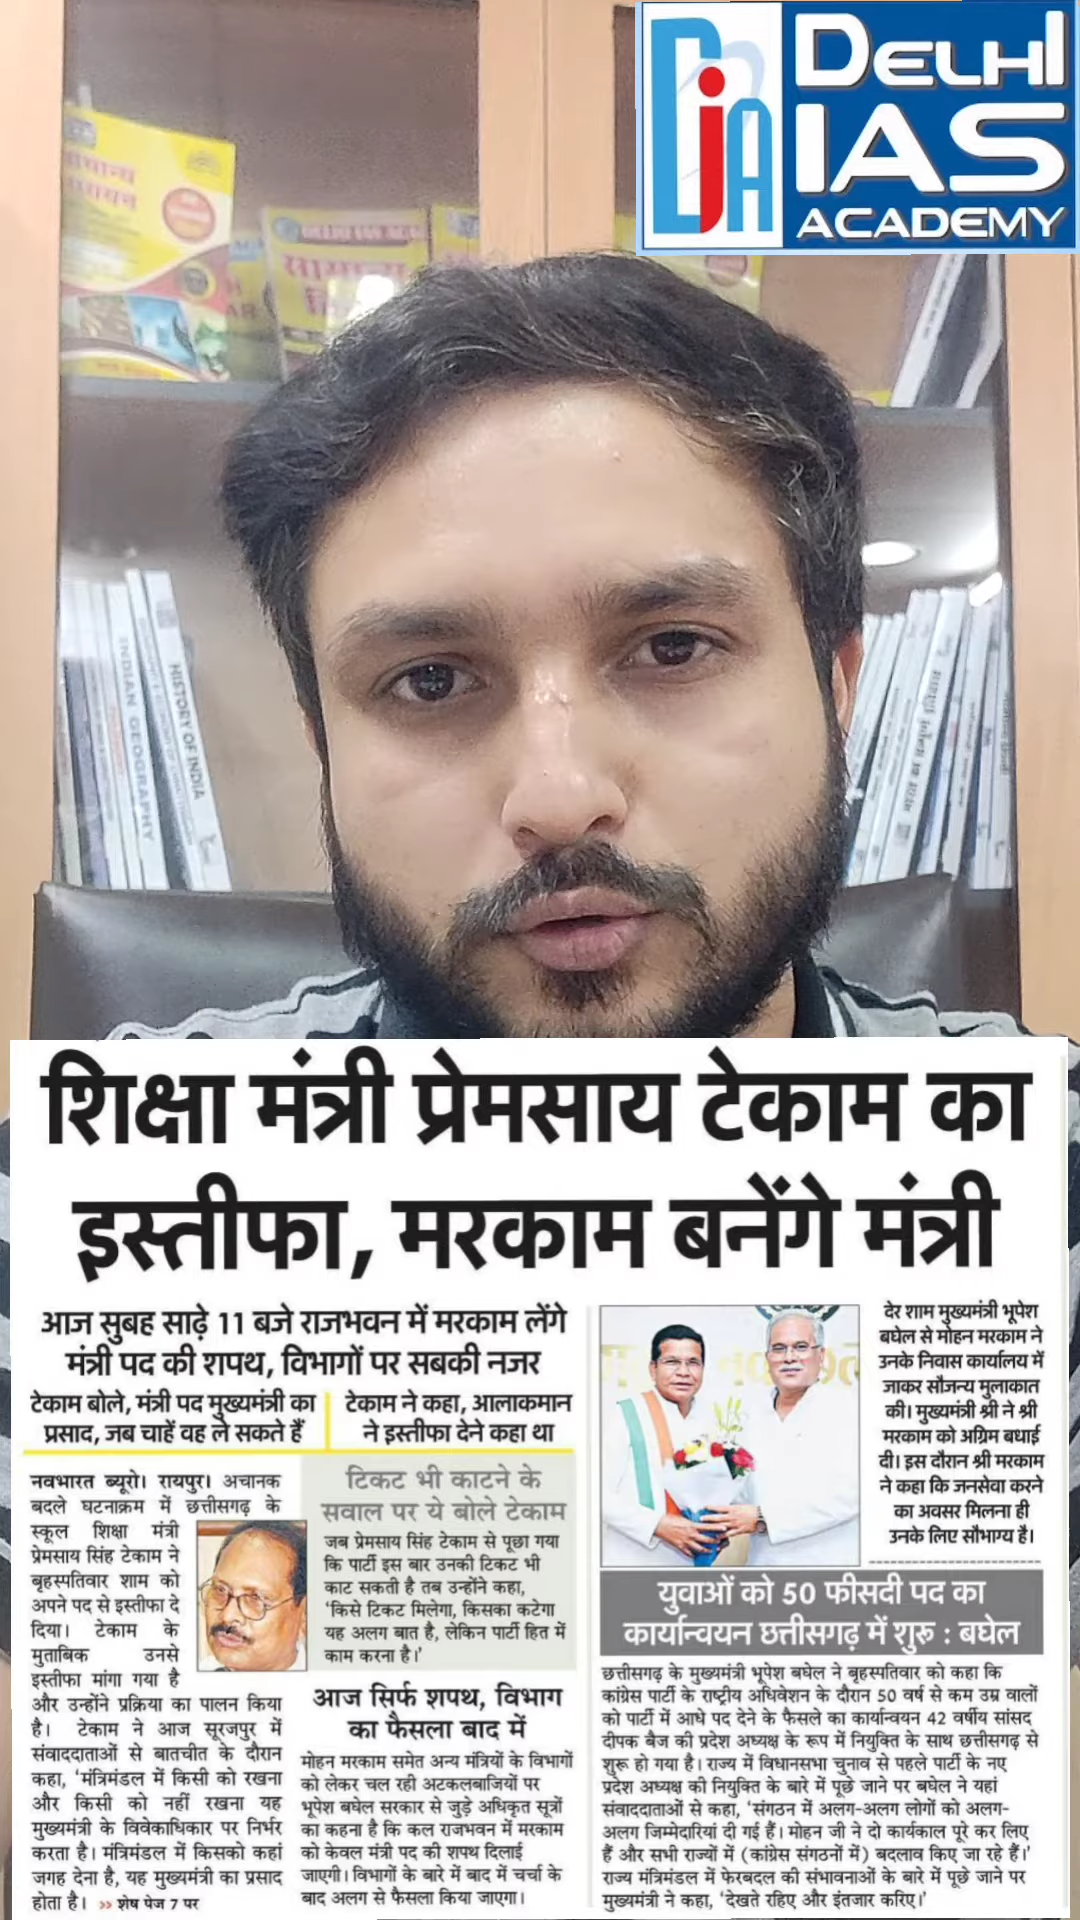 DELHI
IAS
ACADEMY
DiA
सामान्य
HISTORY OF INDIA
INDIAN GEOGRAPHY
शिक्षा मंत्री प्रेमसाय टेकाम का
इस्तीफा, मरकाम बनेंगे मंत्री
आज सुबह साढ़े 11 बजे राजभवन में मरकाम लेंगे
मंत्री पद की शपथ, विभागों पर सबकी नजर
टेकाम बोले, मंत्री पद मुख्यमंत्री का
प्रसाद, जब चाहें वह ले सकते हैं
टेकाम ने कहा, आलाकमान
ने इस्तीफा देने कहा था
नवभारत ब्यूरो। रायपुर। अचानक
बदले घटनाक्रम में छत्तीसगढ़ के
स्कूल शिक्षा मंत्री
प्रेमसाय सिंह टेकाम ने
बृहस्पतिवार शाम को
अपने पद से इस्तीफा दे
दिया। टेकाम के
मुताबिक उनसे
इस्तीफा मांगा गया है
और उन्होंने प्रक्रिया का पालन किया
है। टेकाम ने आज सूरजपुर में
संवाददाताओं से बातचीत के दौरान
कहा, 'मंत्रिमंडल में किसी को रखना
और किसी को नहीं रखना यह
मुख्यमंत्री के विवेकाधिकार पर निर्भर
करता है। मंत्रिमंडल में किसको कहां
जगह देना है, यह मुख्यमंत्री का प्रसाद
होता है। >> शेष पेज 7 पर
टिकट भी काटने के
सवाल पर ये बोले टेकाम
जब प्रेमसाय सिंह टेकाम से पूछा गया
कि पार्टी इस बार उनकी टिकट भी
काट सकती है तब उन्होंने कहा,
'किसे टिकट मिलेगा, किसका कटेगा
यह अलग बात है, लेकिन पार्टी हित में
काम करना है।'
आज सिर्फ शपथ, विभाग
का फैसला बाद में
मोहन मरकाम समेत अन्य मंत्रियों के विभागों
को लेकर चल रही अटकलबाजियों पर
भूपेश बघेल सरकार से जुड़े अधिकृत सूत्रों
का कहना है कि कल राजभवन में मरकाम
को केवल मंत्री पद की शपथ दिलाई
जाएगी। विभागों के बारे में बाद में चर्चा के
बाद अलग से फैसला किया जाएगा।
देर शाम मुख्यमंत्री भूपेश
बघेल से मोहन मरकाम ने
उनके निवास कार्यालय में
जाकर सौजन्य मुलाकात
की। मुख्यमंत्री श्री ने श्री
मरकाम को अग्रिम बधाई
दी। इस दौरान श्री मरकाम
ने कहा कि जनसेवा करने
का अवसर मिलना ही
उनके लिए सौभाग्य है।
युवाओं को 50 फीसदी पद का
कार्यान्वयन छत्तीसगढ़ में शुरू : बघेल
छत्तीसगढ़ के मुख्यमंत्री भूपेश बघेल ने बृहस्पतिवार को कहा कि
कांग्रेस पार्टी के राष्ट्रीय अधिवेशन के दौरान 50 वर्ष से कम उम्र वालों
को पार्टी में आधे पद देने के फैसले का कार्यान्वयन 42 वर्षीय सांसद
दीपक बैज की प्रदेश अध्यक्ष के रूप में नियुक्ति के साथ छत्तीसगढ़ से
शुरू हो गया है। राज्य में विधानसभा चुनाव से पहले पार्टी के नए
प्रदेश अध्यक्ष की नियुक्ति के बारे में पूछे जाने पर बघेल ने यहां
संवाददाताओं से कहा, 'संगठन में अलग-अलग लोगों को अलग-
अलग जिम्मेदारियां दी गई हैं। मोहन जी ने दो कार्यकाल पूरे कर लिए
हैं और सभी राज्यों में (कांग्रेस संगठनों में) बदलाव किए जा रहे हैं।'
राज्य मंत्रिमंडल में फेरबदल की संभावनाओं के बारे में पूछे जाने पर
मुख्यमंत्री ने कहा, 'देखते रहिए और इंतजार करिए।'